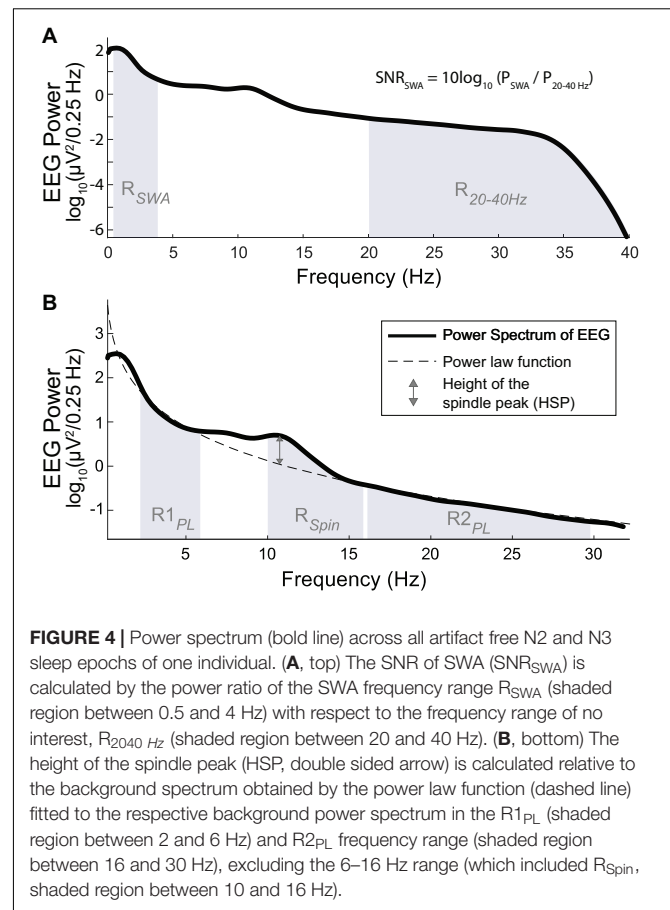 A
2
0
-2
-4
-6
EEG Power
log₁₀(μV²/0.25 Hz)
SNR_SWA = 10log₁₀ (P_SWA / P_20-40 Hz)
R_SWA
R_20-40Hz
0 5 10 15 20 25 30 35 40
Frequency (Hz)
B
3
2
1
0
-1
EEG Power
log₁₀(μV²/0.25 Hz)
Power Spectrum of EEG
Power law function
Height of the
spindle peak (HSP)
R1_PL
R_Spin
R2_PL
5 10 15 20 25 30
Frequency (Hz)
FIGURE 4 | Power spectrum (bold line) across all artifact free N2 and N3
sleep epochs of one individual. (A, top) The SNR of SWA (SNR_SWA) is
calculated by the power ratio of the SWA frequency range R_SWA (shaded
region between 0.5 and 4 Hz) with respect to the frequency range of no
interest, R_2040 Hz (shaded region between 20 and 40 Hz). (B, bottom) The
height of the spindle peak (HSP, double sided arrow) is calculated relative to
the background spectrum obtained by the power law function (dashed line)
fitted to the respective background power spectrum in the R1_PL (shaded
region between 2 and 6 Hz) and R2_PL frequency range (shaded region
between 16 and 30 Hz), excluding the 6–16 Hz range (which included R_Spin,
shaded region between 10 and 16 Hz).